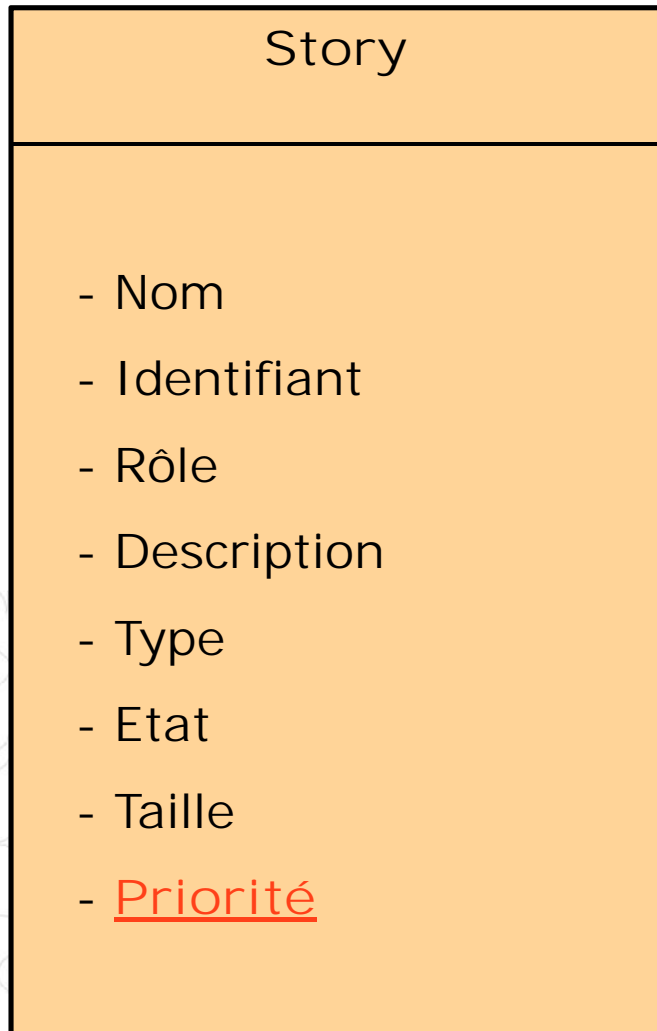 Story
- Nom
- Identifiant
- Rôle
- Description
- Type
- Etat
- Taille
- Priorité